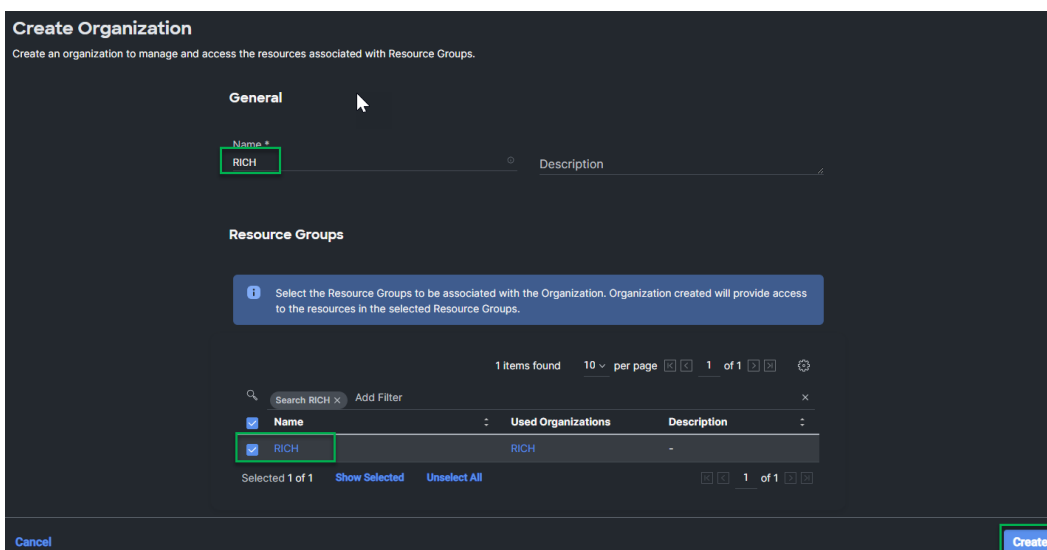 Create Organization
Create an organization to manage and access the resources associated with Resource Groups.
General
Name *
RICH
Description
Resource Groups
Select the Resource Groups to be associated with the Organization. Organization created will provide access
to the resources in the selected Resource Groups.
1 items found 10 per page 1 of 1
Search RICH × Add Filter ×
Name Used Organizations Description
RICH RICH -
Selected 1 of 1 Show Selected Unselect All 1 of 1
Cancel Create